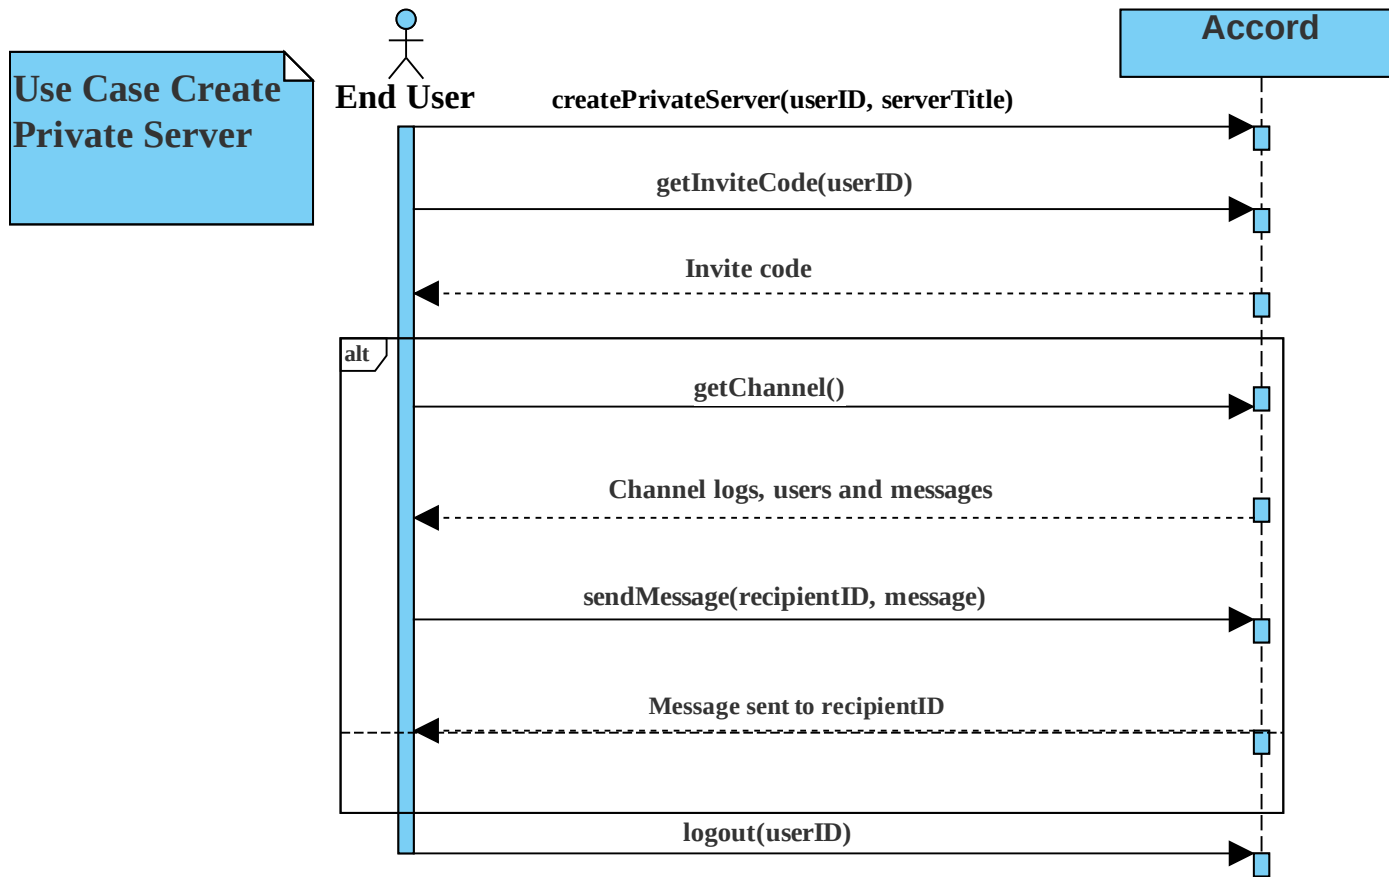 Accord
Use Case Create
Private Server
End User
createPrivateServer(userID, serverTitle)
getInviteCode(userID)
Invite code
alt
getChannel()
Channel logs, users and messages
sendMessage(recipientID, message)
Message sent to recipientID
logout(userID)